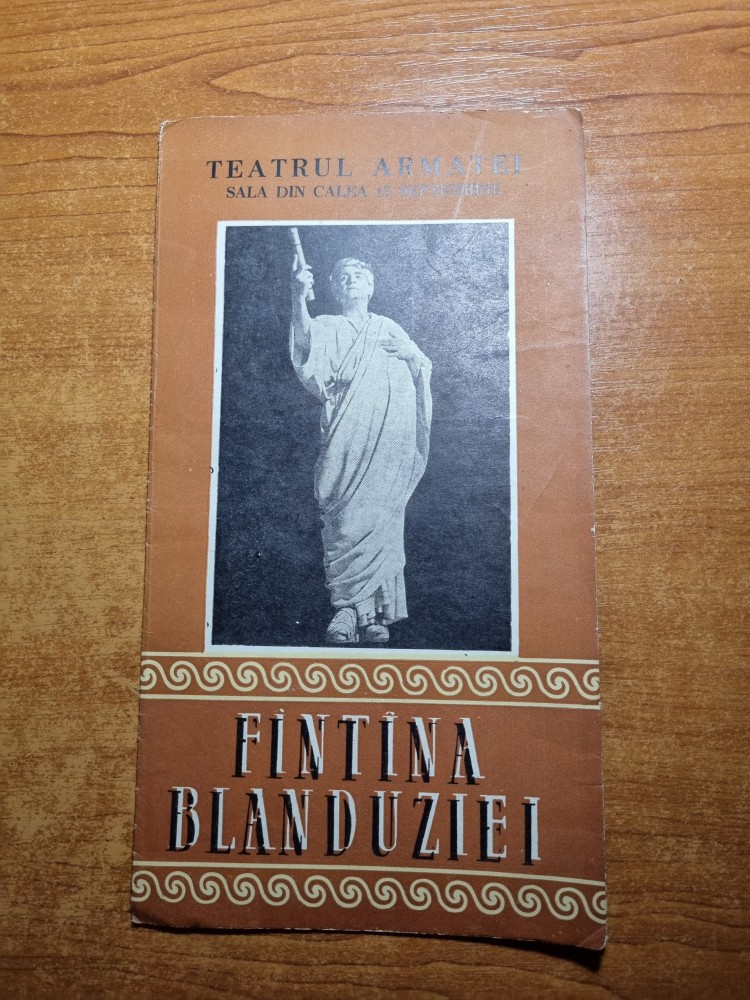 TEATRUL ARMATEI
SALA DIN CALEA 13 SEPTEMBRIE
FÎNTÎNA
BLANDUZIEI